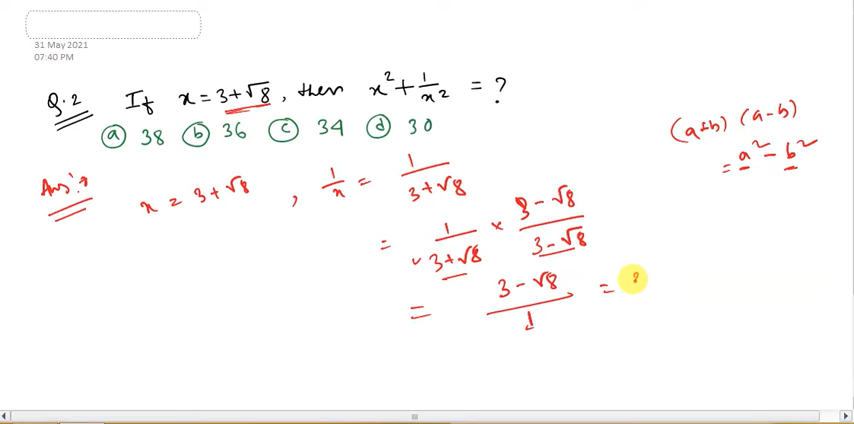 31 May 2021
07:40 PM
Q.2 If x = 3+√8, then x² + 1/x² = ?
(a) 38 (b) 36 (c) 34 (d) 30
(a+b) (a-b)
= a² - b²
Ans:→ x = 3+√8, 1/x = 1/(3+√8)
= 1/(3+√8) × (3-√8)/(3-√8)
= (3-√8)/1 =